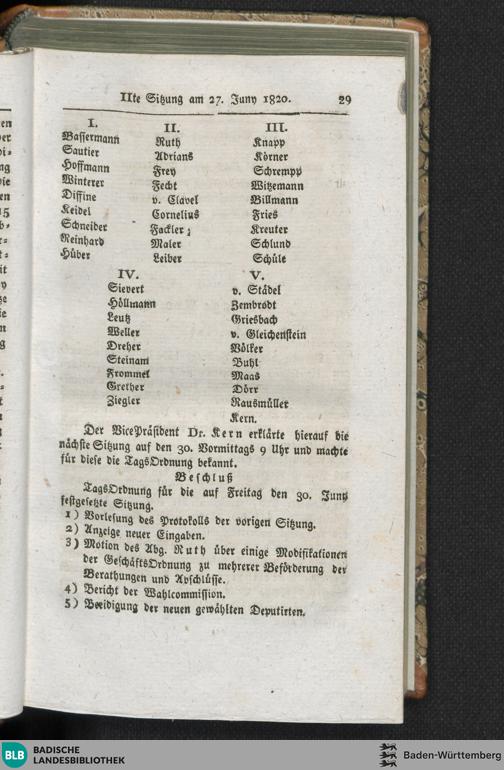 IIte Sitzung am 27. Juny 1820. 29
I. II. III.
Bassermann Ruth Knapp
Sautier Adrians Körner
Hoffmann Frey Schrempp
Winterer Fecht Witzemann
Diffine v. Clavel Willmann
Keidel Cornelius Fries
Schneider Fackler; Kreuter
Reinhard Maler Schlund
Hüber Leiber Schüle
IV. V.
Sievert v. Städel
Höllmann Zembrodt
Leutz Griesbach
Weller v. Gleichenstein
Dreher Völker
Steinam Buhl
Frommel Maas
Grether Dörr
Ziegler Rausmüller
Kern.
Der VicePräsident Dr. Kern erklärte hierauf die
nächste Sitzung auf den 30. Vormittags 9 Uhr und machte
für diese die TagsOrdnung bekannt.
Beschluß
TagsOrdnung für die auf Freitag den 30. Juny
festgesetzte Sitzung.
1) Vorlesung des Protokolls der vorigen Sitzung.
2) Anzeige neuer Eingaben.
3) Motion des Abg. Ruth über einige Modifikationen
der GeschäftsOrdnung zu mehrerer Beförderung der
Berathungen und Abschlüsse.
4) Bericht der Wahlcommission.
5) Beeidigung der neuen gewählten Deputirten.
BLB BADISCHE
LANDESBIBLIOTHEK
Baden-Württemberg